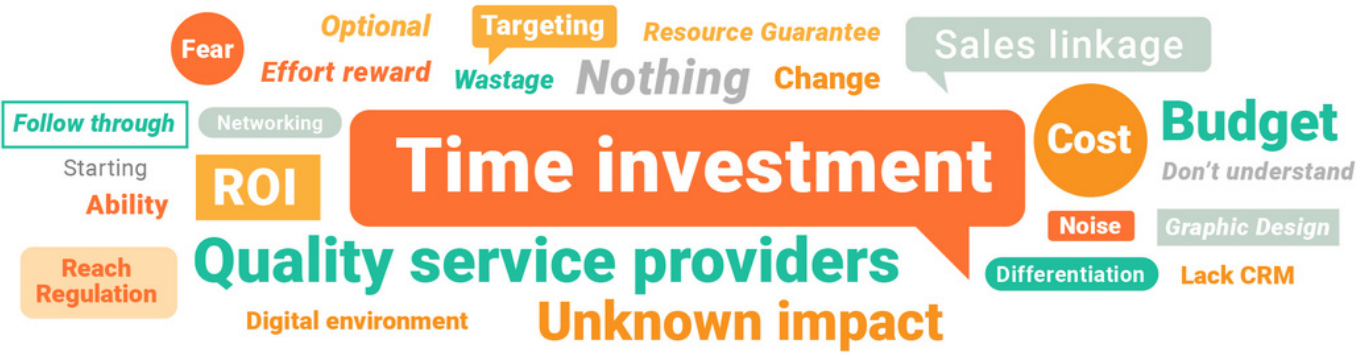 Fear
Optional
Targeting
Resource Guarantee
Sales linkage
Effort reward
Wastage
Nothing
Change
Follow through
Networking
Time investment
Cost
Budget
Starting
ROI
Don't understand
Ability
Noise
Graphic Design
Quality service providers
Reach
Regulation
Differentiation
Lack CRM
Digital environment
Unknown impact